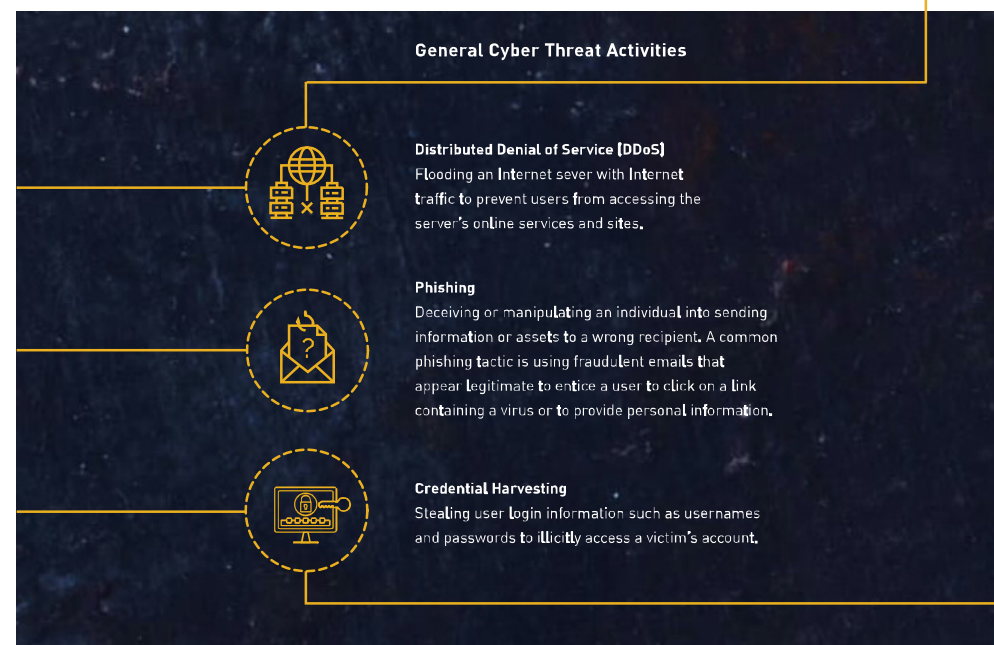 General Cyber Threat Activities
Distributed Denial of Service (DDoS)
Flooding an Internet sever with Internet
traffic to prevent users from accessing the
server's online services and sites.
?
Phishing
Deceiving or manipulating an individual into sending
information or assets to a wrong recipient. A common
phishing tactic is using fraudulent emails that
appear legitimate to entice a user to click on a link
containing a virus or to provide personal information.
Credential Harvesting
Stealing user login information such as usernames
and passwords to illicitly access a victim's account.